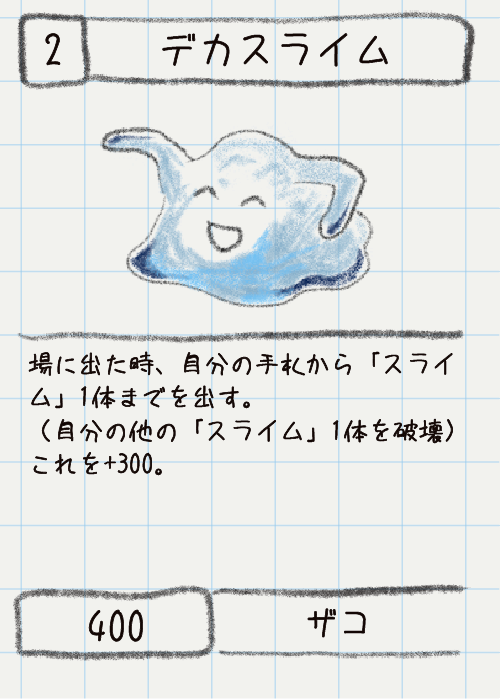 2
デカスライム
場に出た時、自分の手札から「スライ
ム」1体までを出す。
（自分の他の「スライム」1体を破壊）
これを+300。
400
ザコ